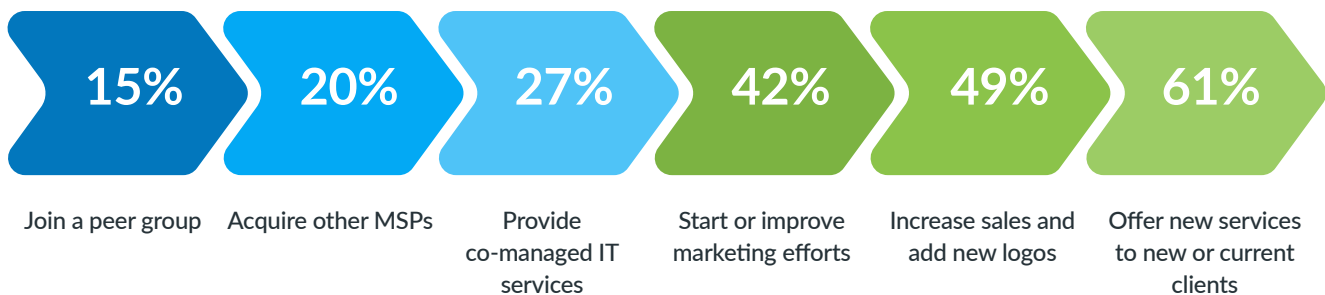 15%
20%
27%
42%
49%
61%
Join a peer group
Acquire other MSPs
Provide
co-managed IT
services
Start or improve
marketing efforts
Increase sales and
add new logos
Offer new services
to new or current
clients